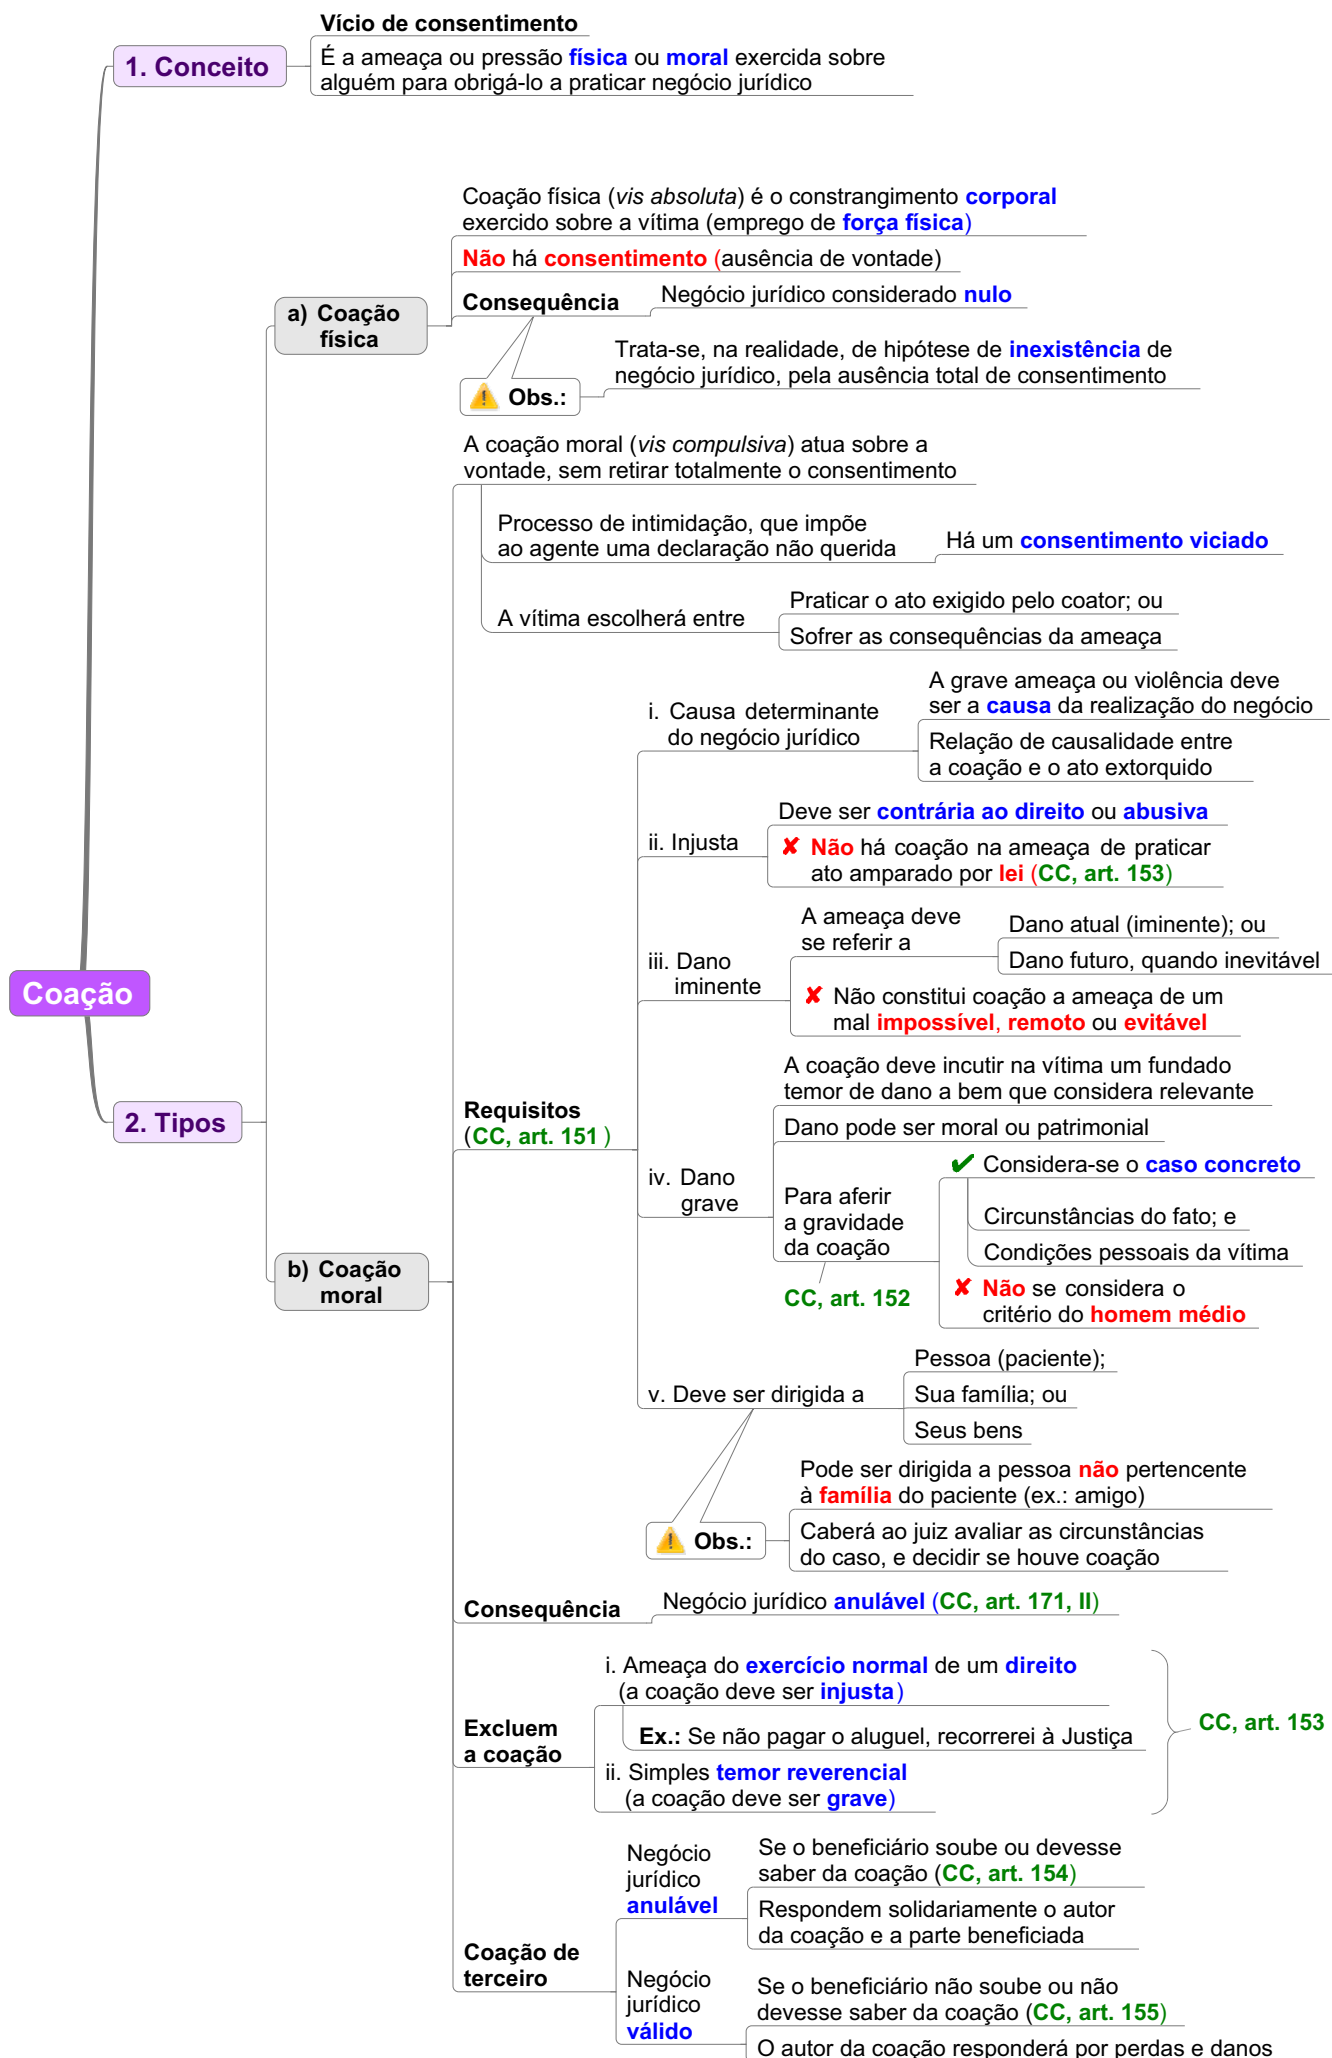 Coação
1. Conceito
Vício de consentimento
É a ameaça ou pressão física ou moral exercida sobre
alguém para obrigá-lo a praticar negócio jurídico
2. Tipos
a) Coação
física
Coação física (vis absoluta) é o constrangimento corporal
exercido sobre a vítima (emprego de força física)
Não há consentimento (ausência de vontade)
Consequência
Negócio jurídico considerado nulo
Obs.:
Trata-se, na realidade, de hipótese de inexistência de
negócio jurídico, pela ausência total de consentimento
b) Coação
moral
A coação moral (vis compulsiva) atua sobre a
vontade, sem retirar totalmente o consentimento
Processo de intimidação, que impõe
ao agente uma declaração não querida
Há um consentimento viciado
A vítima escolherá entre
Praticar o ato exigido pelo coator; ou
Sofrer as consequências da ameaça
Requisitos
(CC, art. 151 )
i. Causa determinante
do negócio jurídico
A grave ameaça ou violência deve
ser a causa da realização do negócio
Relação de causalidade entre
a coação e o ato extorquido
ii. Injusta
Deve ser contrária ao direito ou abusiva
✘ Não há coação na ameaça de praticar
ato amparado por lei (CC, art. 153)
iii. Dano
iminente
A ameaça deve
se referir a
Dano atual (iminente); ou
Dano futuro, quando inevitável
✘ Não constitui coação a ameaça de um
mal impossível, remoto ou evitável
iv. Dano
grave
A coação deve incutir na vítima um fundado
temor de dano a bem que considera relevante
Dano pode ser moral ou patrimonial
Para aferir
a gravidade
da coação
CC, art. 152
✔ Considera-se o caso concreto
Circunstâncias do fato; e
Condições pessoais da vítima
✘ Não se considera o
critério do homem médio
v. Deve ser dirigida a
Pessoa (paciente);
Sua família; ou
Seus bens
Obs.:
Pode ser dirigida a pessoa não pertencente
à família do paciente (ex.: amigo)
Caberá ao juiz avaliar as circunstâncias
do caso, e decidir se houve coação
Consequência
Negócio jurídico anulável (CC, art. 171, II)
Excluem
a coação
i. Ameaça do exercício normal de um direito
(a coação deve ser injusta)
Ex.: Se não pagar o aluguel, recorrerei à Justiça
ii. Simples temor reverencial
(a coação deve ser grave)
CC, art. 153
Coação de
terceiro
Negócio
jurídico
anulável
Se o beneficiário soube ou devesse
saber da coação (CC, art. 154)
Respondem solidariamente o autor
da coação e a parte beneficiada
Negócio
jurídico
válido
Se o beneficiário não soube ou não
devesse saber da coação (CC, art. 155)
O autor da coação responderá por perdas e danos